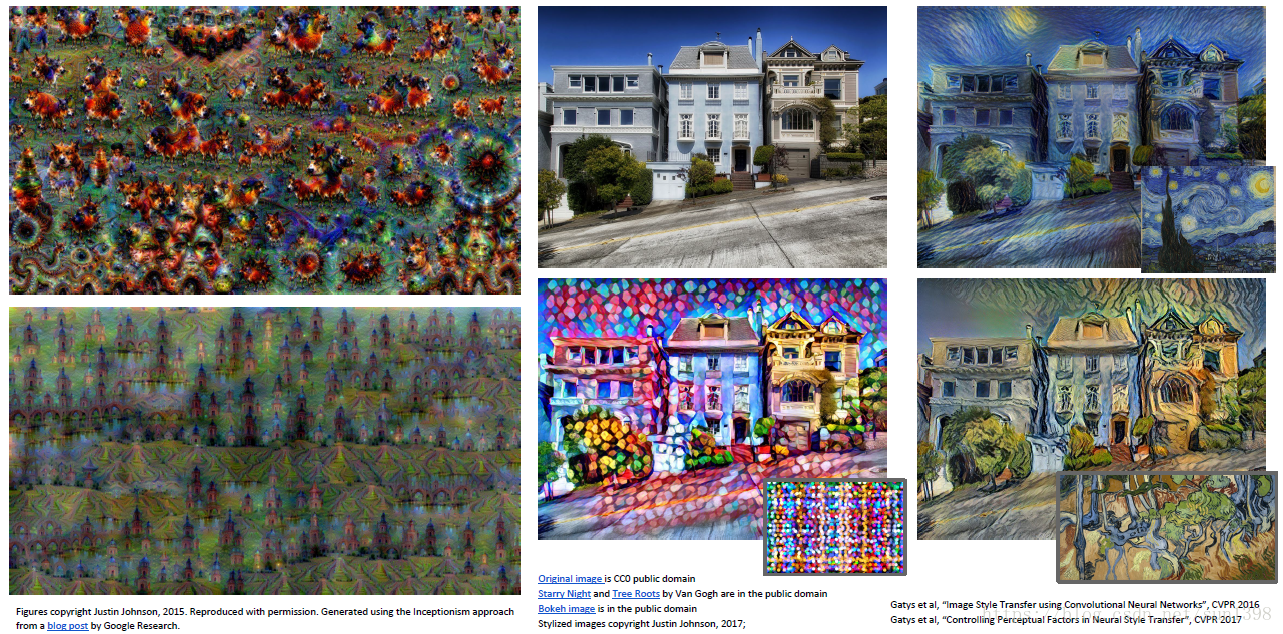 Figures copyright Justin Johnson, 2015. Reproduced with permission. Generated using the Inceptionism approach
from a blog post by Google Research.
Original image is CC0 public domain
Starry Night and Tree Roots by Van Gogh are in the public domain
Bokeh image is in the public domain
Stylized images copyright Justin Johnson, 2017;
Gatys et al, “Image Style Transfer using Convolutional Neural Networks”, CVPR 2016
Gatys et al, “Controlling Perceptual Factors in Neural Style Transfer”, CVPR 2017